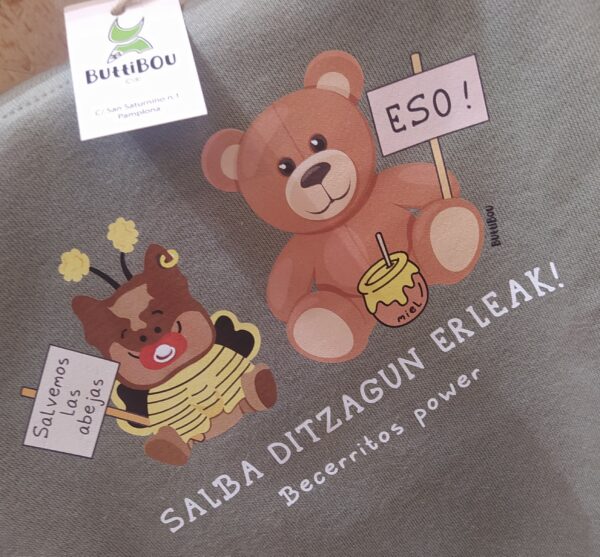 ButtiBOU
C/ San Saturnino n 1
Pamplona
ESO!
ButtiBOU
miel
Salvemos
las
abejas
SALBA DITZAGUN ERLEAK!
Becerritos power